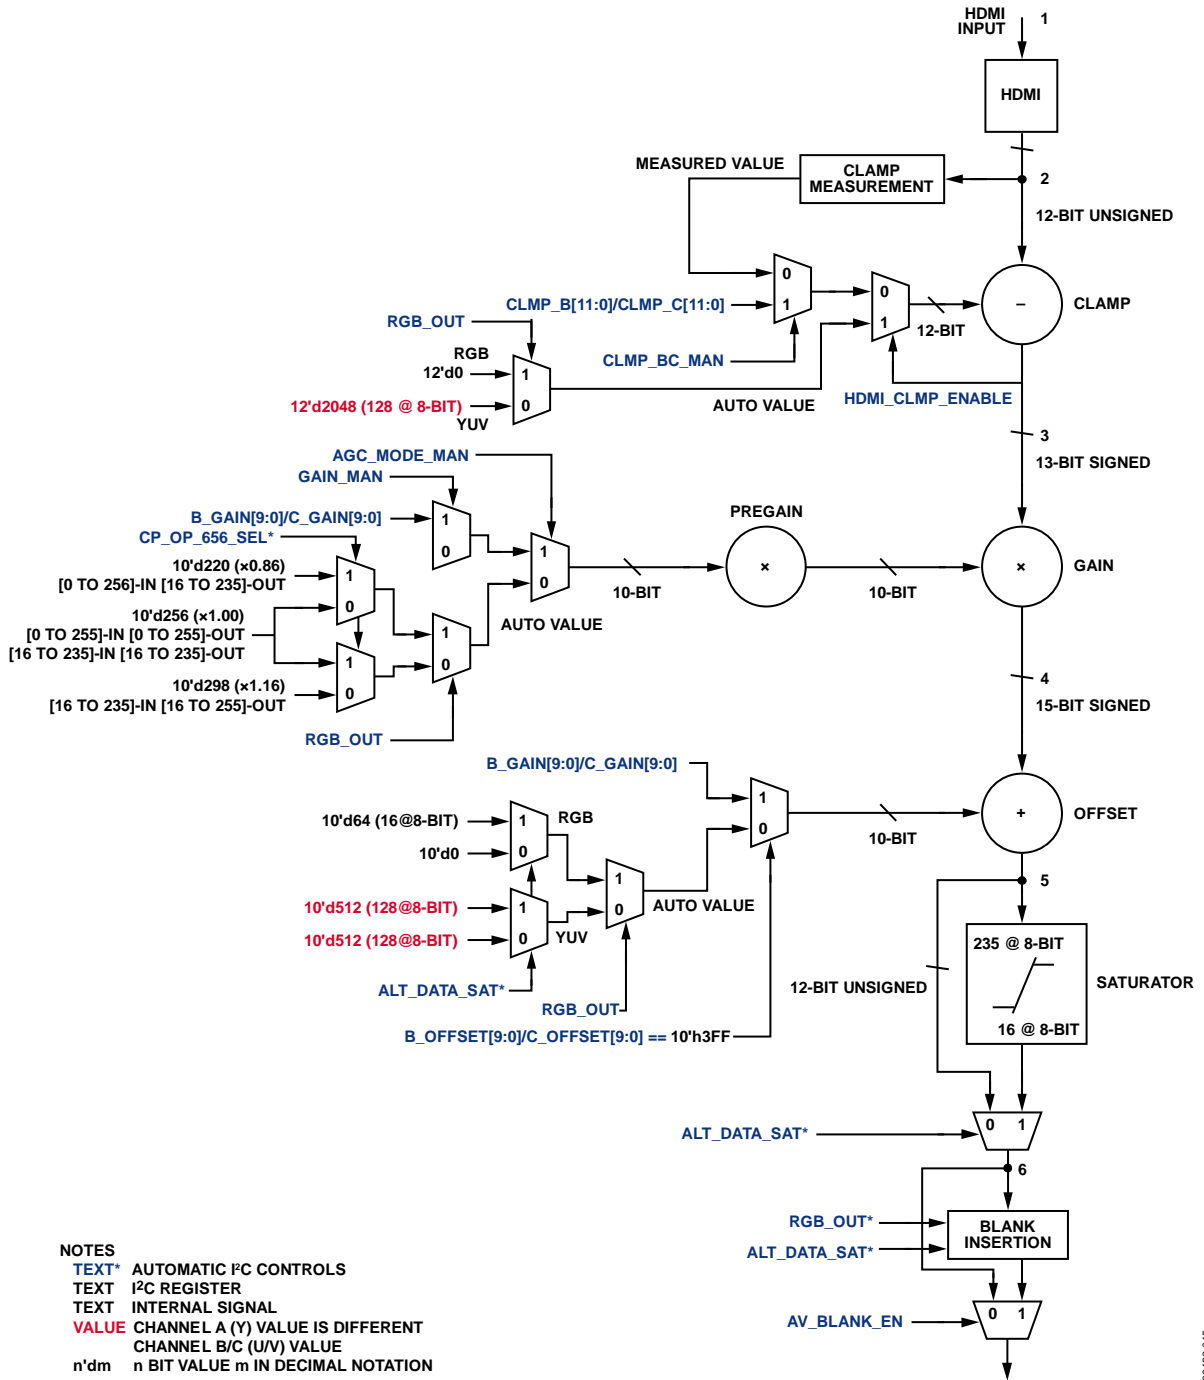 HDMI
INPUT
1
HDMI
MEASURED VALUE
CLAMP
MEASUREMENT
2
12-BIT UNSIGNED
0
1
CLMP_B[11:0]/CLMP_C[11:0]
0
1
12-BIT
–
CLAMP
RGB_OUT
CLMP_BC_MAN
RGB
12'd0
1
12'd2048 (128 @ 8-BIT)
0
YUV
AUTO VALUE
HDMI_CLMP_ENABLE
3
13-BIT SIGNED
AGC_MODE_MAN
GAIN_MAN
B_GAIN[9:0]/C_GAIN[9:0]
1
0
CP_OP_656_SEL*
PREGAIN
10'd220 (×0.86)
[0 TO 256]-IN [16 TO 235]-OUT
1
0
1
0
10-BIT
×
10-BIT
×
GAIN
10'd256 (×1.00)
[0 TO 255]-IN [0 TO 255]-OUT
[16 TO 235]-IN [16 TO 235]-OUT
1
0
AUTO VALUE
1
0
10'd298 (×1.16)
[16 TO 235]-IN [16 TO 255]-OUT
4
15-BIT SIGNED
RGB_OUT
B_GAIN[9:0]/C_GAIN[9:0]
1
0
10-BIT
+
OFFSET
10'd64 (16@8-BIT)
1
RGB
10'd0
0
1
0
AUTO VALUE
10'd512 (128@8-BIT)
1
10'd512 (128@8-BIT)
0
YUV
5
235 @ 8-BIT
16 @ 8-BIT
SATURATOR
12-BIT UNSIGNED
ALT_DATA_SAT*
RGB_OUT
B_OFFSET[9:0]/C_OFFSET[9:0] == 10'h3FF
ALT_DATA_SAT*
0 1
6
RGB_OUT*
ALT_DATA_SAT*
BLANK
INSERTION
AV_BLANK_EN
0 1
NOTES
TEXT* AUTOMATIC I²C CONTROLS
TEXT I²C REGISTER
TEXT INTERNAL SIGNAL
VALUE CHANNEL A (Y) VALUE IS DIFFERENT
CHANNEL B/C (U/V) VALUE
n'dm n BIT VALUE m IN DECIMAL NOTATION